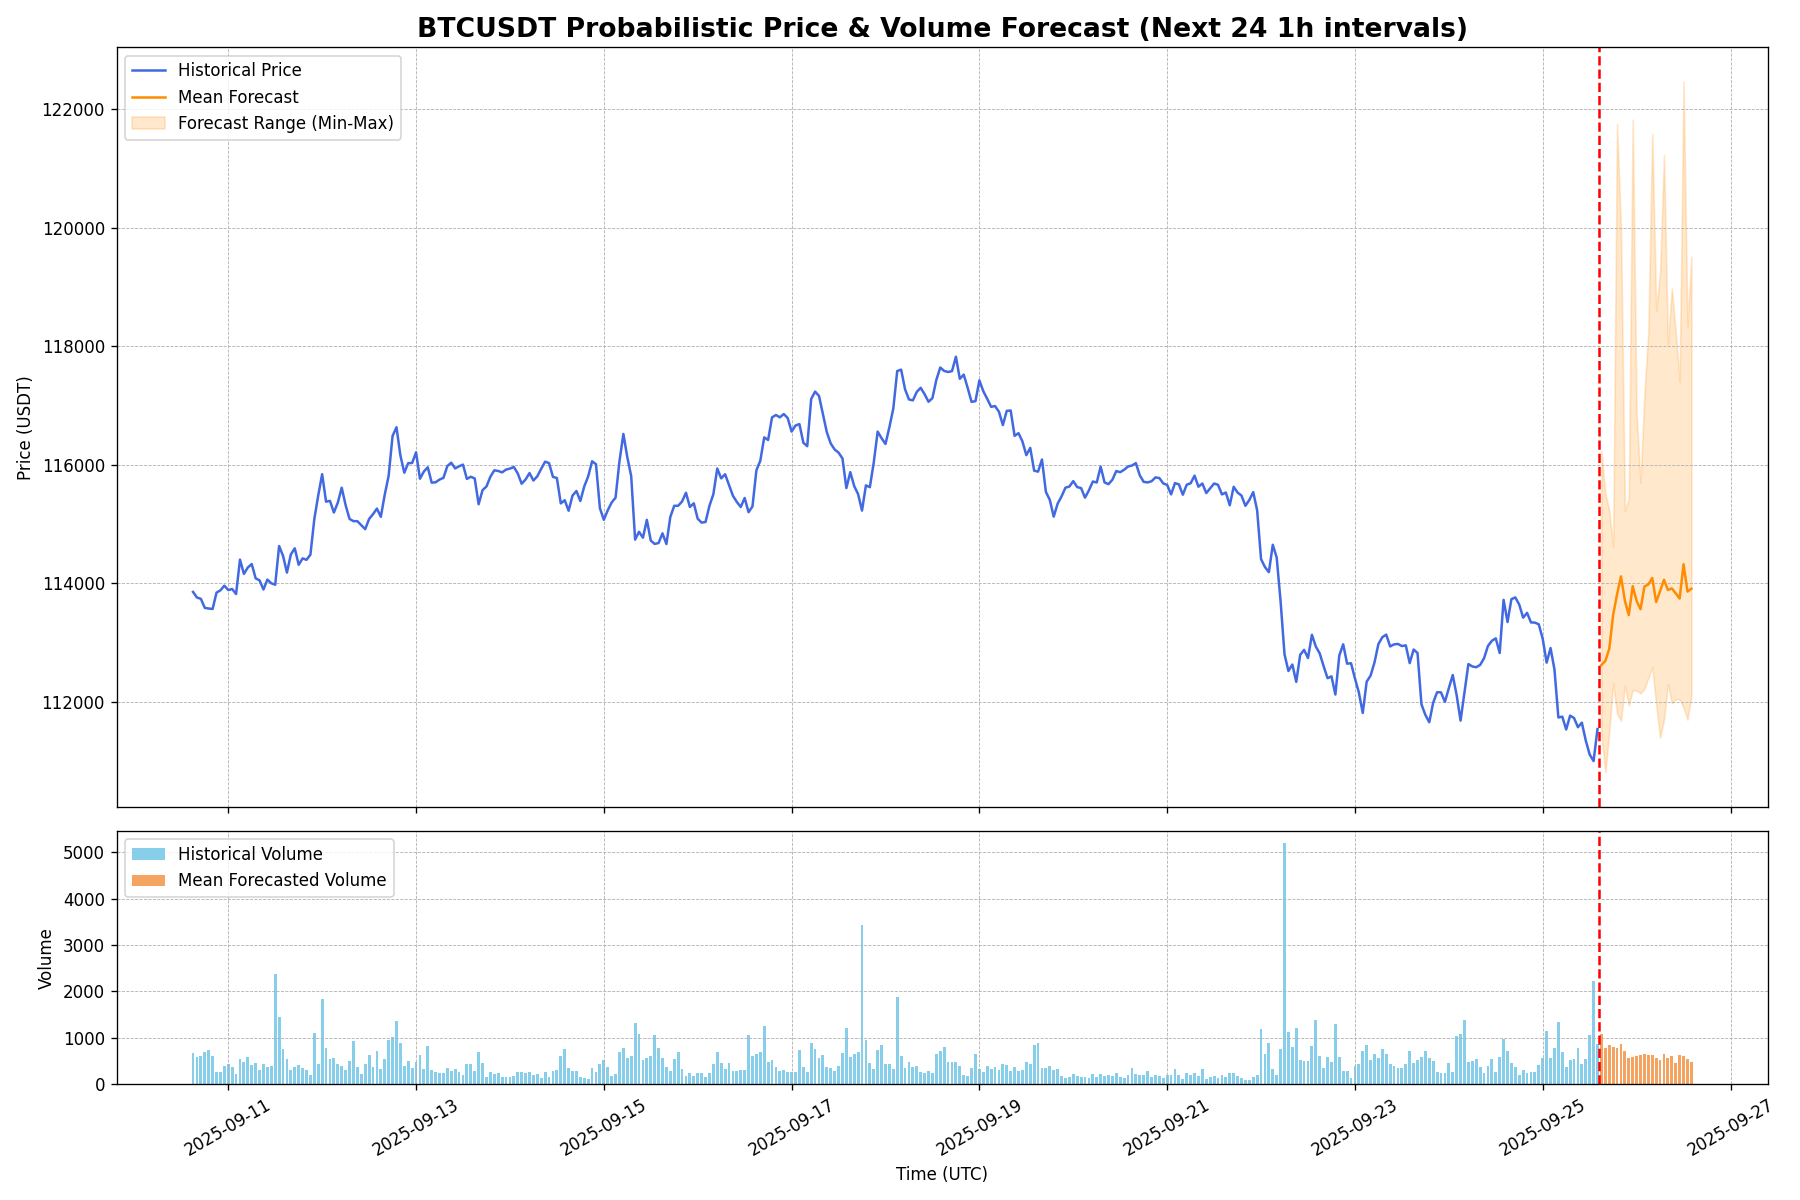 BTCUSDT Probabilistic Price & Volume Forecast (Next 24 1h intervals)
Historical Price
Mean Forecast
Forecast Range (Min-Max)
Price (USDT)
122000
120000
118000
116000
114000
112000
Historical Volume
Mean Forecasted Volume
Volume
5000
4000
3000
2000
1000
0
2025-09-11
2025-09-13
2025-09-15
2025-09-17
2025-09-19
2025-09-21
2025-09-23
2025-09-25
2025-09-27
Time (UTC)